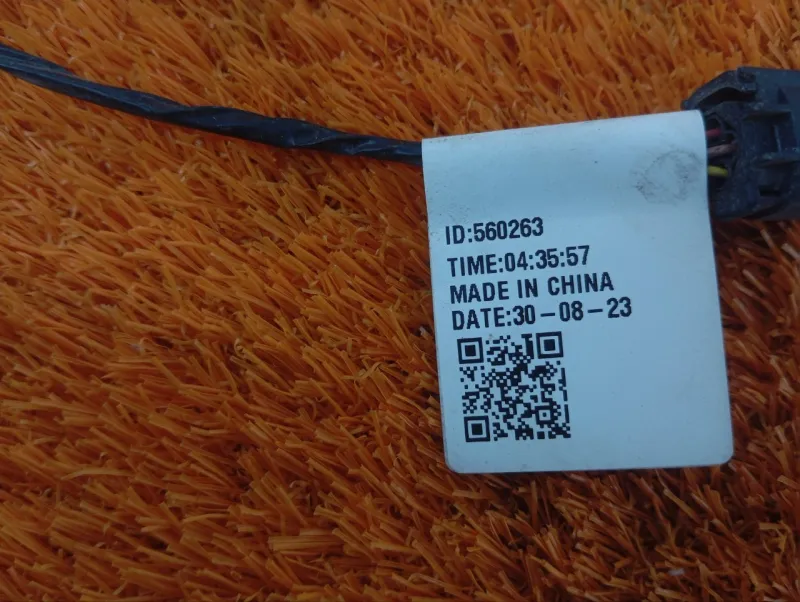 ID:560263
TIME:04:35:57
MADE IN CHINA
DATE:30-08-23